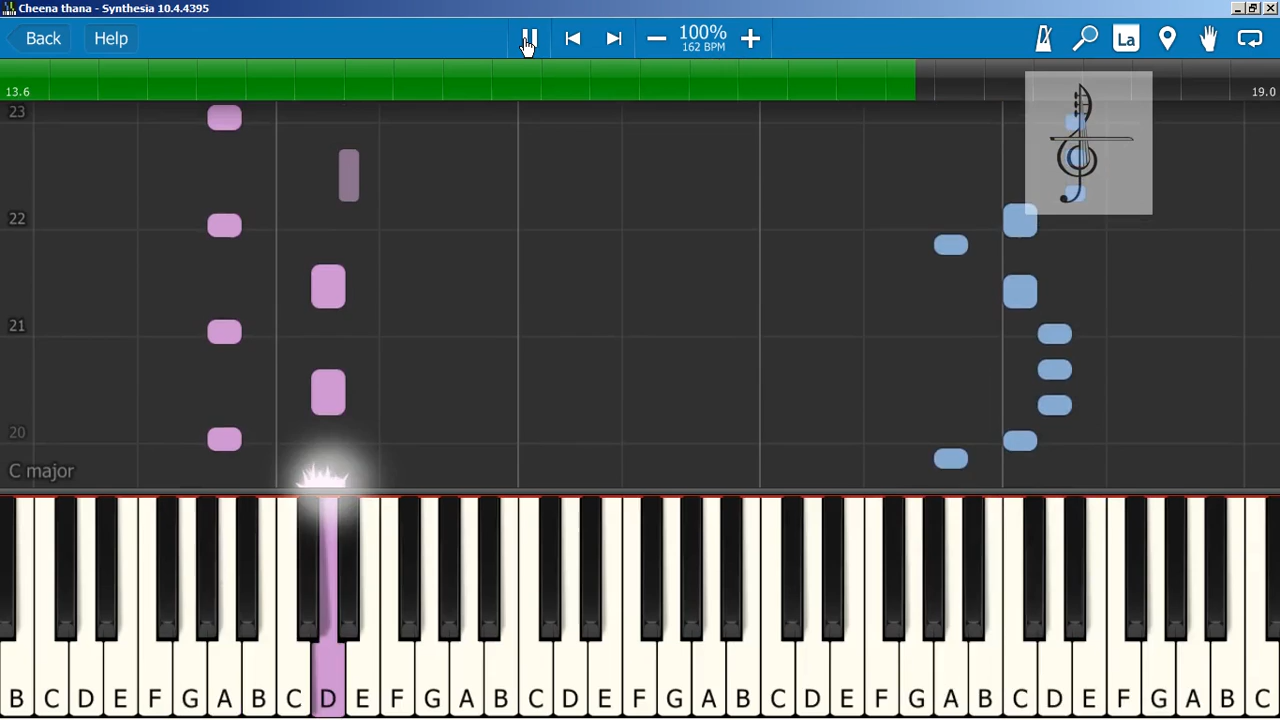 Cheena thana - Synthesia 10.4.4395
Back
Help
100%
162 BPM
La
13.6
19.0
23
22
21
20
C major
B C D E F G A B C D E F G A B C D E F G A B C D E F G A B C D E F G A B C